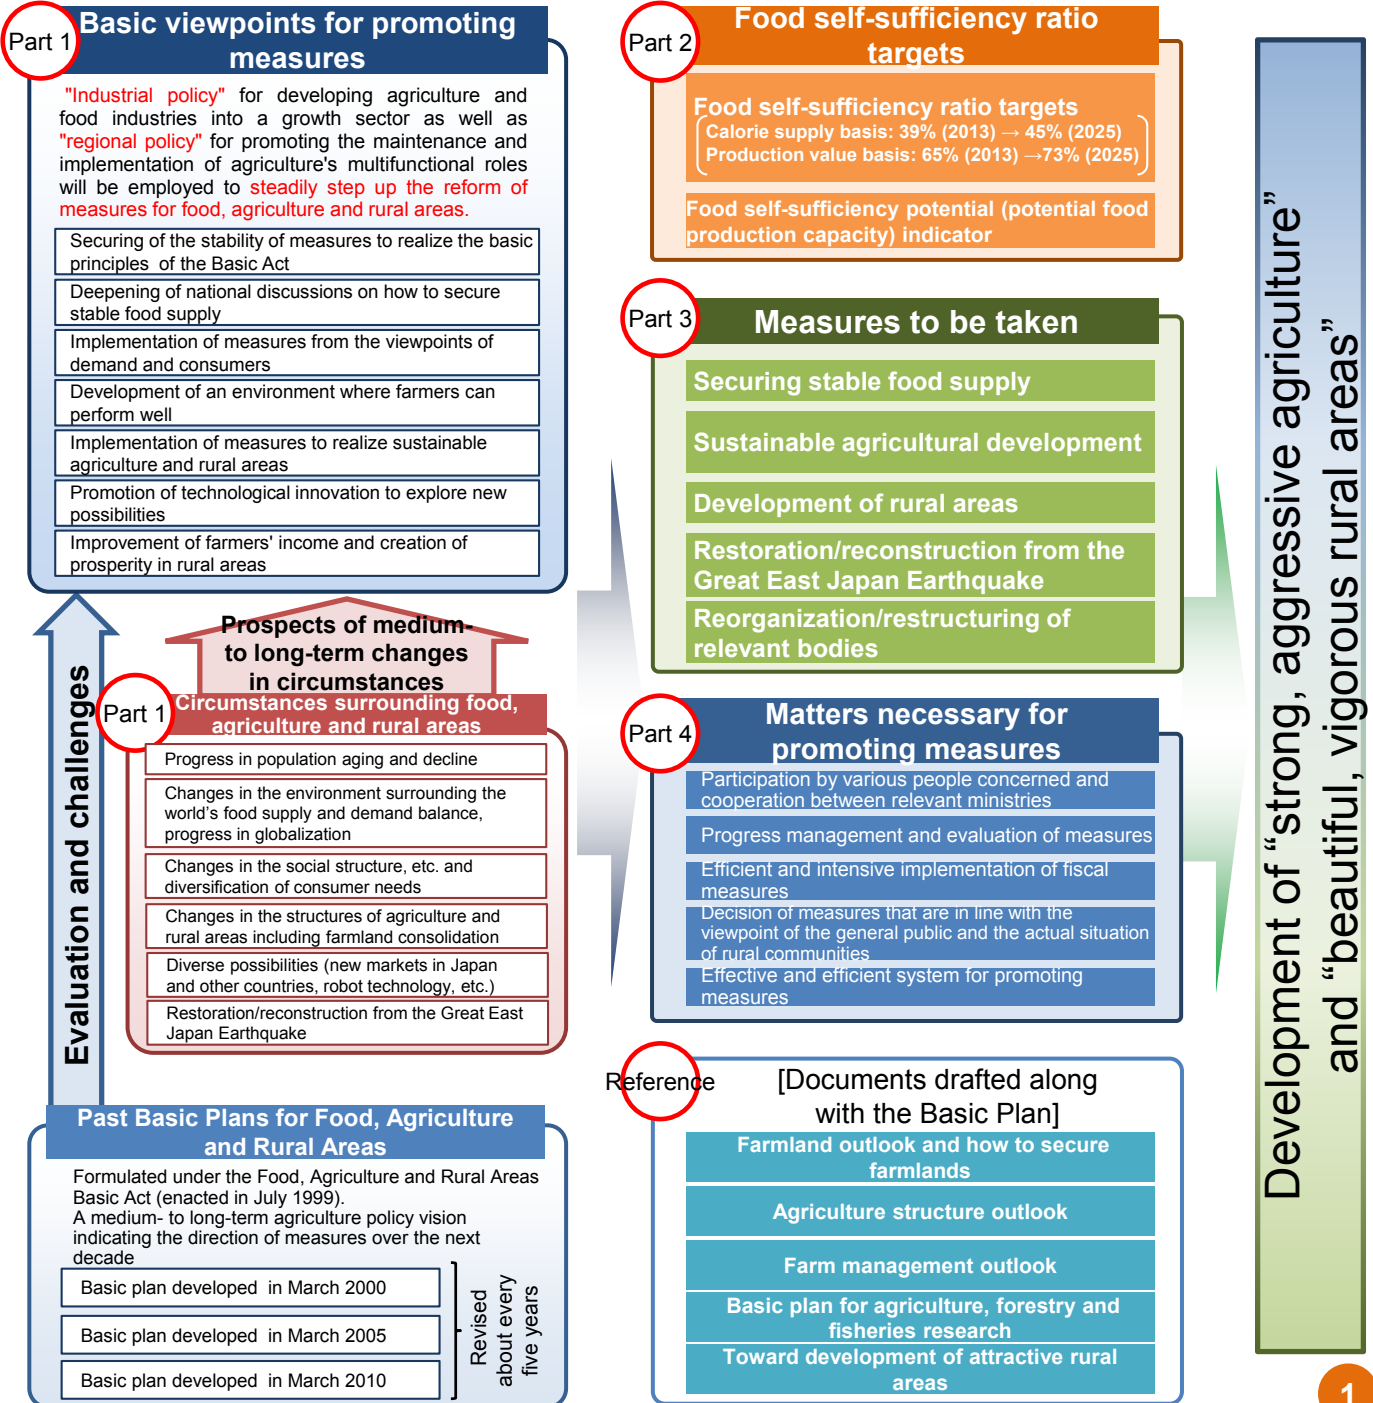 Part 1
Basic viewpoints for promoting
measures
"Industrial policy" for developing agriculture and
food industries into a growth sector as well as
"regional policy" for promoting the maintenance and
implementation of agriculture's multifunctional roles
will be employed to steadily step up the reform of
measures for food, agriculture and rural areas.
Securing of the stability of measures to realize the basic
principles of the Basic Act
Deepening of national discussions on how to secure
stable food supply
Implementation of measures from the viewpoints of
demand and consumers
Development of an environment where farmers can
perform well
Implementation of measures to realize sustainable
agriculture and rural areas
Promotion of technological innovation to explore new
possibilities
Improvement of farmers' income and creation of
prosperity in rural areas
Evaluation and challenges
Prospects of medium-
to long-term changes
in circumstances
Part 1
Circumstances surrounding food,
agriculture and rural areas
Progress in population aging and decline
Changes in the environment surrounding the
world's food supply and demand balance,
progress in globalization
Changes in the social structure, etc. and
diversification of consumer needs
Changes in the structures of agriculture and
rural areas including farmland consolidation
Diverse possibilities (new markets in Japan
and other countries, robot technology, etc.)
Restoration/reconstruction from the Great East
Japan Earthquake
Past Basic Plans for Food, Agriculture
and Rural Areas
Formulated under the Food, Agriculture and Rural Areas
Basic Act (enacted in July 1999).
A medium- to long-term agriculture policy vision
indicating the direction of measures over the next
decade
Basic plan developed in March 2000
Basic plan developed in March 2005
Basic plan developed in March 2010
Revised
about every
five years
Part 2
Food self-sufficiency ratio
targets
Food self-sufficiency ratio targets
Calorie supply basis: 39% (2013) → 45% (2025)
Production value basis: 65% (2013) →73% (2025)
Food self-sufficiency potential (potential food
production capacity) indicator
Part 3
Measures to be taken
Securing stable food supply
Sustainable agricultural development
Development of rural areas
Restoration/reconstruction from the
Great East Japan Earthquake
Reorganization/restructuring of
relevant bodies
Part 4
Matters necessary for
promoting measures
Participation by various people concerned and
cooperation between relevant ministries
Progress management and evaluation of measures
Efficient and intensive implementation of fiscal
measures
Decision of measures that are in line with the
viewpoint of the general public and the actual situation
of rural communities
Effective and efficient system for promoting
measures
Reference
[Documents drafted along
with the Basic Plan]
Farmland outlook and how to secure
farmlands
Agriculture structure outlook
Farm management outlook
Basic plan for agriculture, forestry and
fisheries research
Toward development of attractive rural
areas
Development of “strong, aggressive agriculture”
and “beautiful, vigorous rural areas”
1